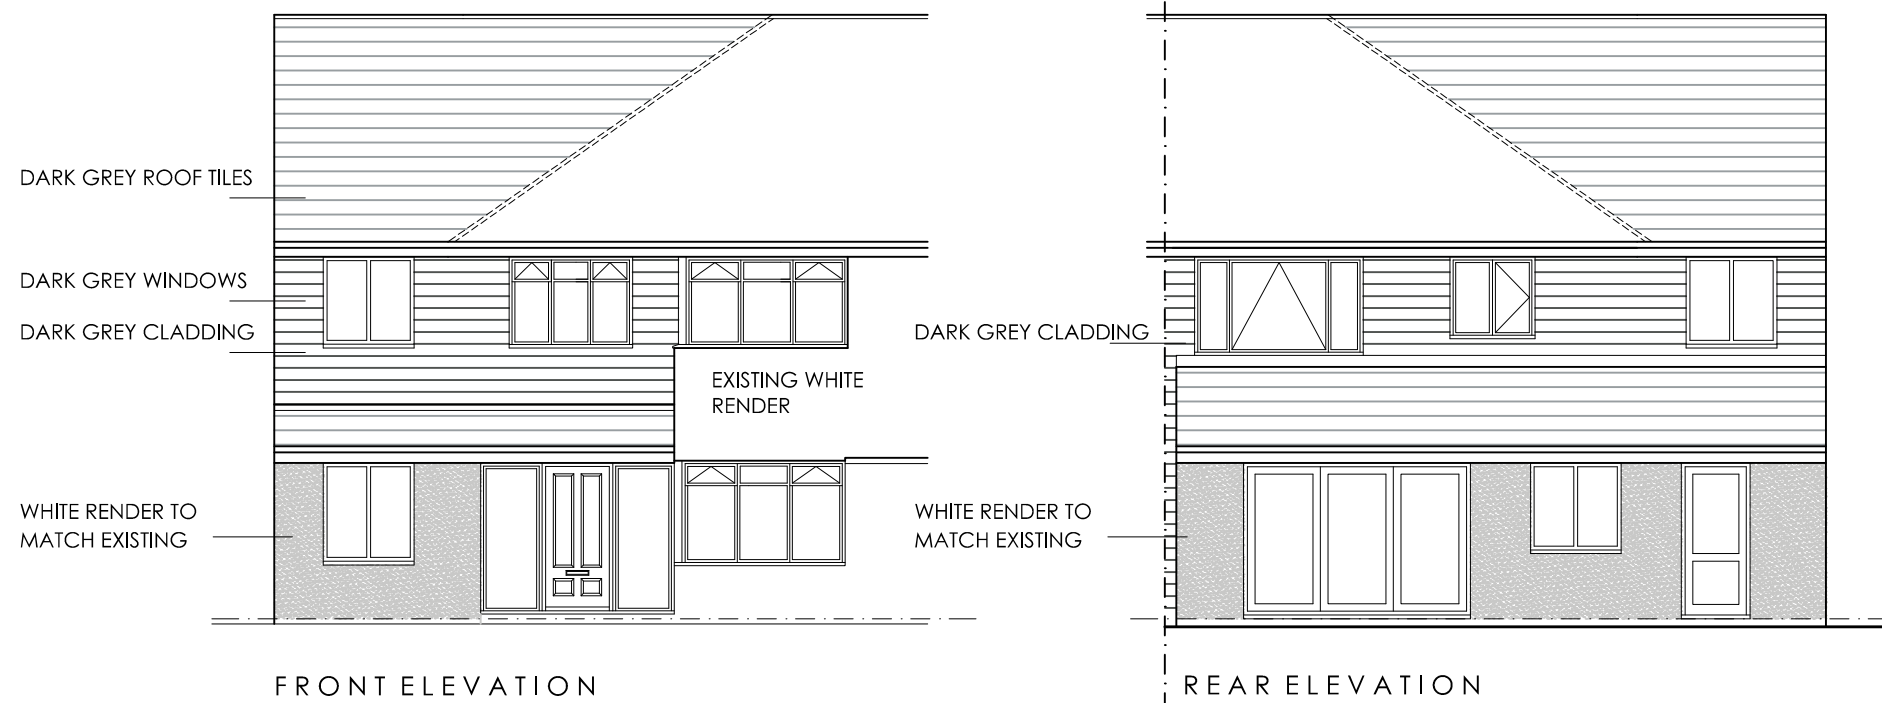 DARK GREY ROOF TILES
DARK GREY WINDOWS
DARK GREY CLADDING
EXISTING WHITE
RENDER
WHITE RENDER TO
MATCH EXISTING
FRONT ELEVATION
DARK GREY CLADDING
WHITE RENDER TO
MATCH EXISTING
REAR ELEVATION